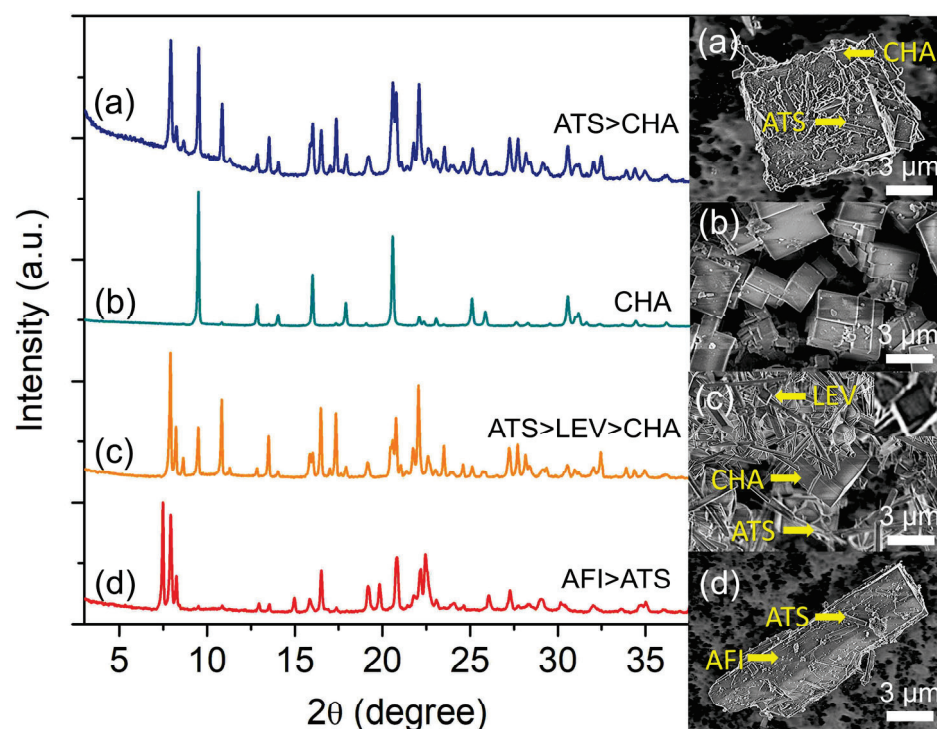 Intensity (a.u.)
(a)
ATS>CHA
(b)
CHA
(c)
ATS>LEV>CHA
(d)
AFI>ATS
5 10 15 20 25 30 35
2θ (degree)
(a)
CHA
ATS
3 µm
(b)
3 µm
(c)
LEV
CHA
ATS
3 µm
(d)
ATS
AFI
3 µm